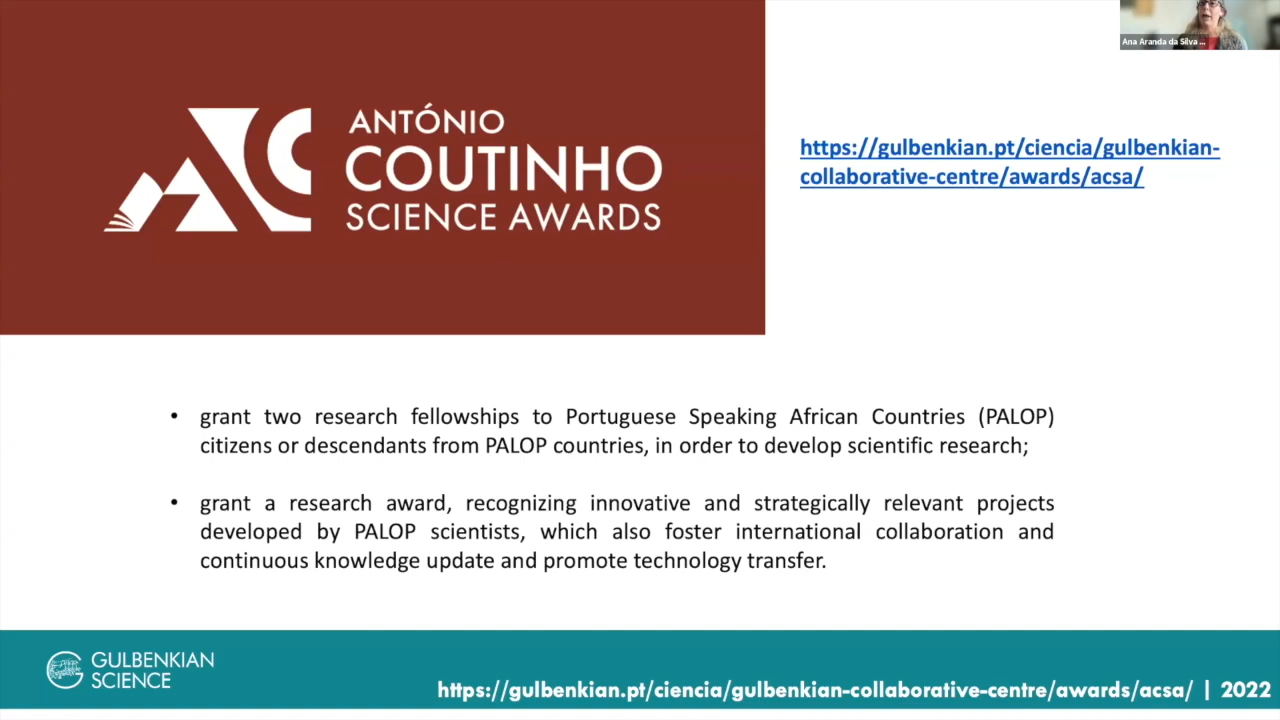 Ana Aranda da Silva ...
ANTÓNIO
COUTINHO
SCIENCE AWARDS
https://gulbenkian.pt/ciencia/gulbenkian-
collaborative-centre/awards/acsa/
• grant two research fellowships to Portuguese Speaking African Countries (PALOP)
citizens or descendants from PALOP countries, in order to develop scientific research;
• grant a research award, recognizing innovative and strategically relevant projects
developed by PALOP scientists, which also foster international collaboration and
continuous knowledge update and promote technology transfer.
GULBENKIAN
SCIENCE
https://gulbenkian.pt/ciencia/gulbenkian-collaborative-centre/awards/acsa/ | 2022